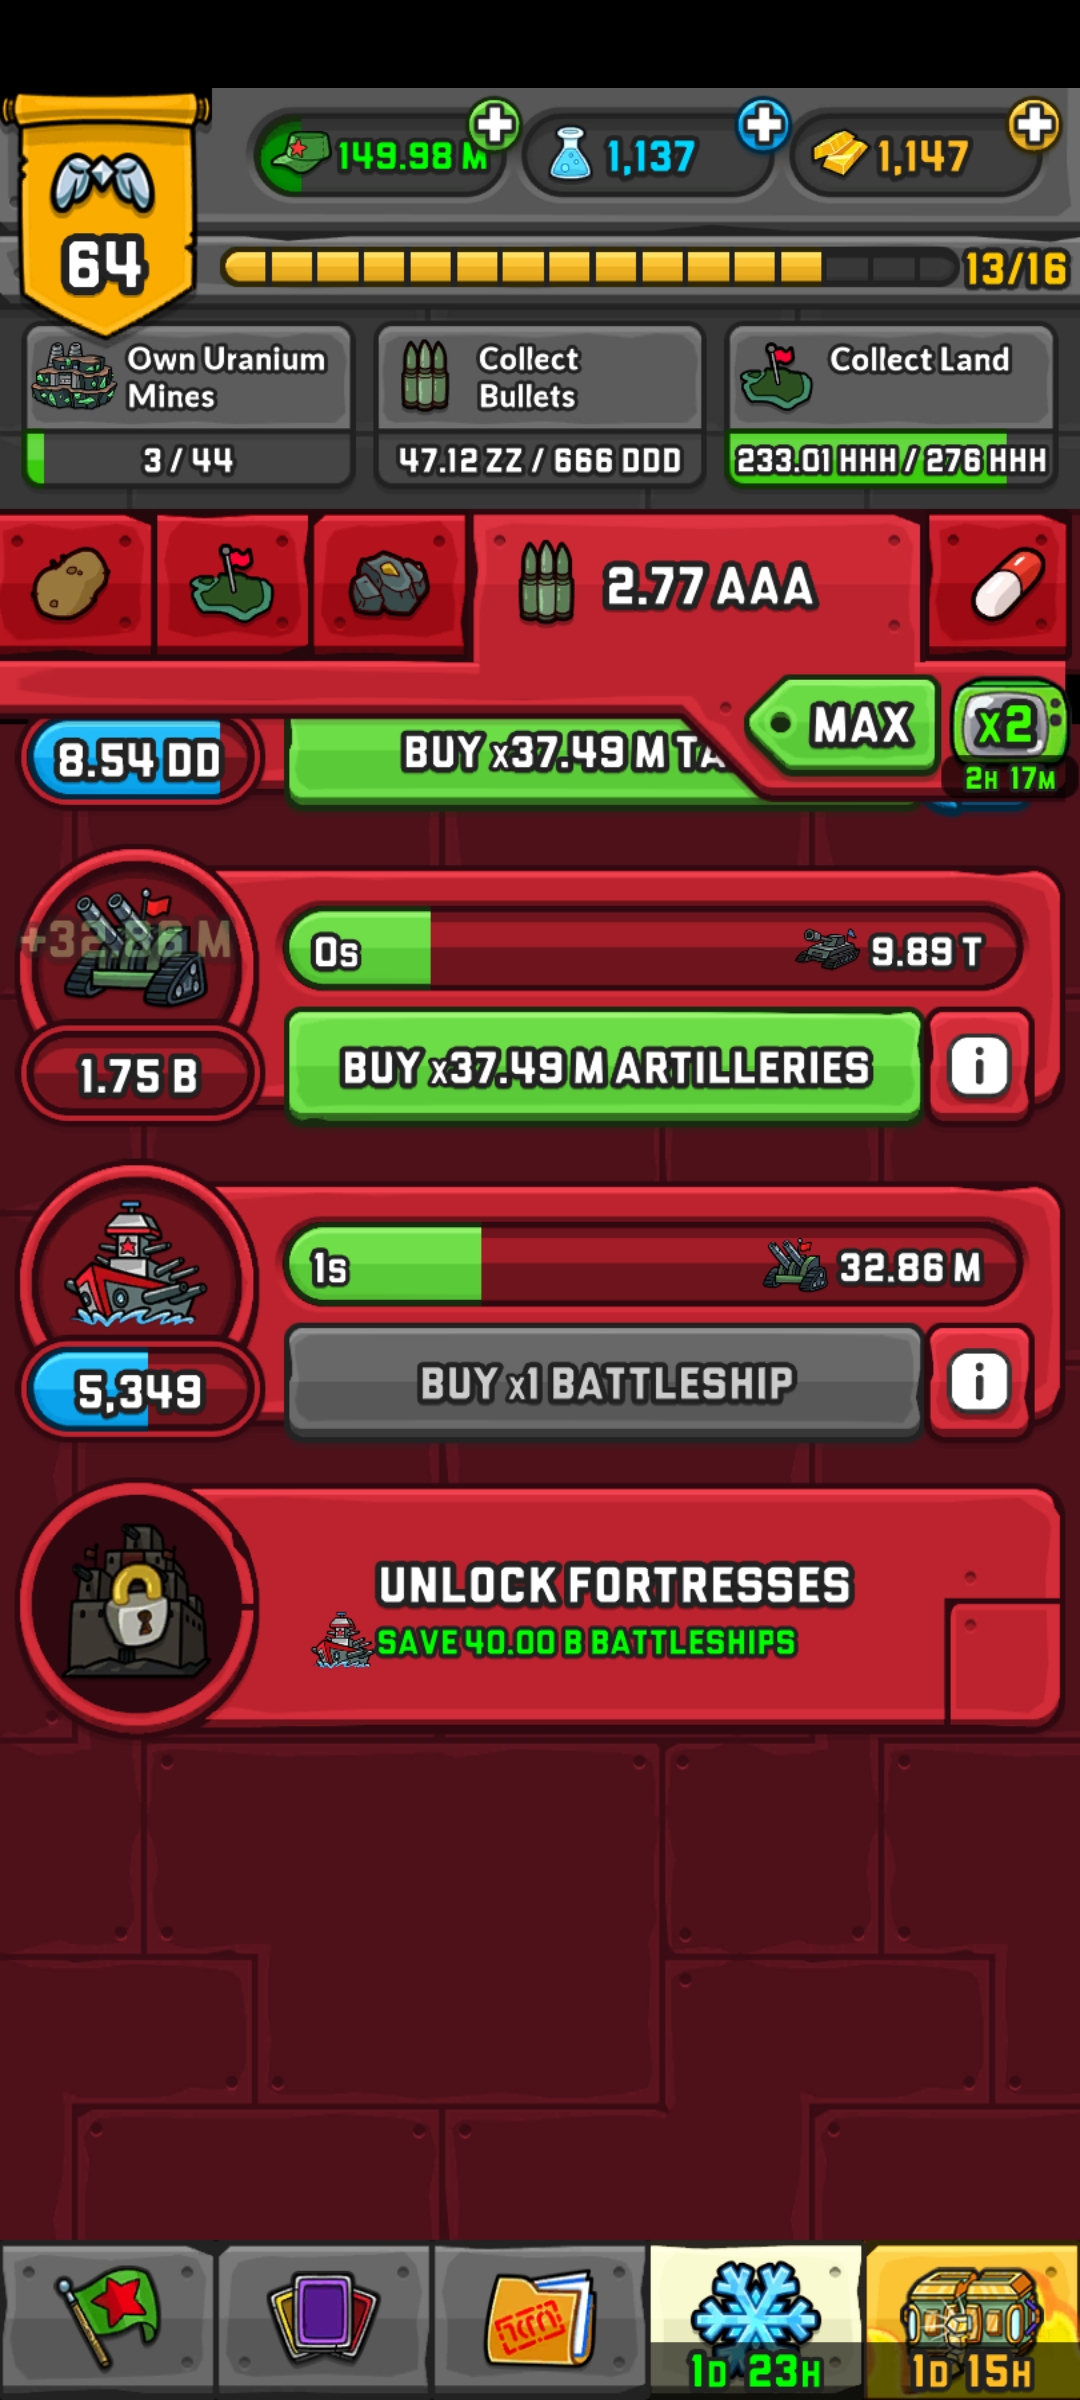 149.98 M
1,137
1,147
64
13/16
Own Uranium
Mines
3 / 44
Collect
Bullets
47.12 ZZ / 666 DDD
Collect Land
233.01 HHH / 276 HHH
2.77 AAA
MAX
x2
2H 17M
8.54 DD
BUY x37.49 M TA
+32.86 M
0s
9.89 T
1.75 B
BUY x37.49 M ARTILLERIES
i
1s
32.86 M
5,349
BUY x1 BATTLESHIP
i
UNLOCK FORTRESSES
SAVE 40.00 B BATTLESHIPS
1D 23H
1D 15H